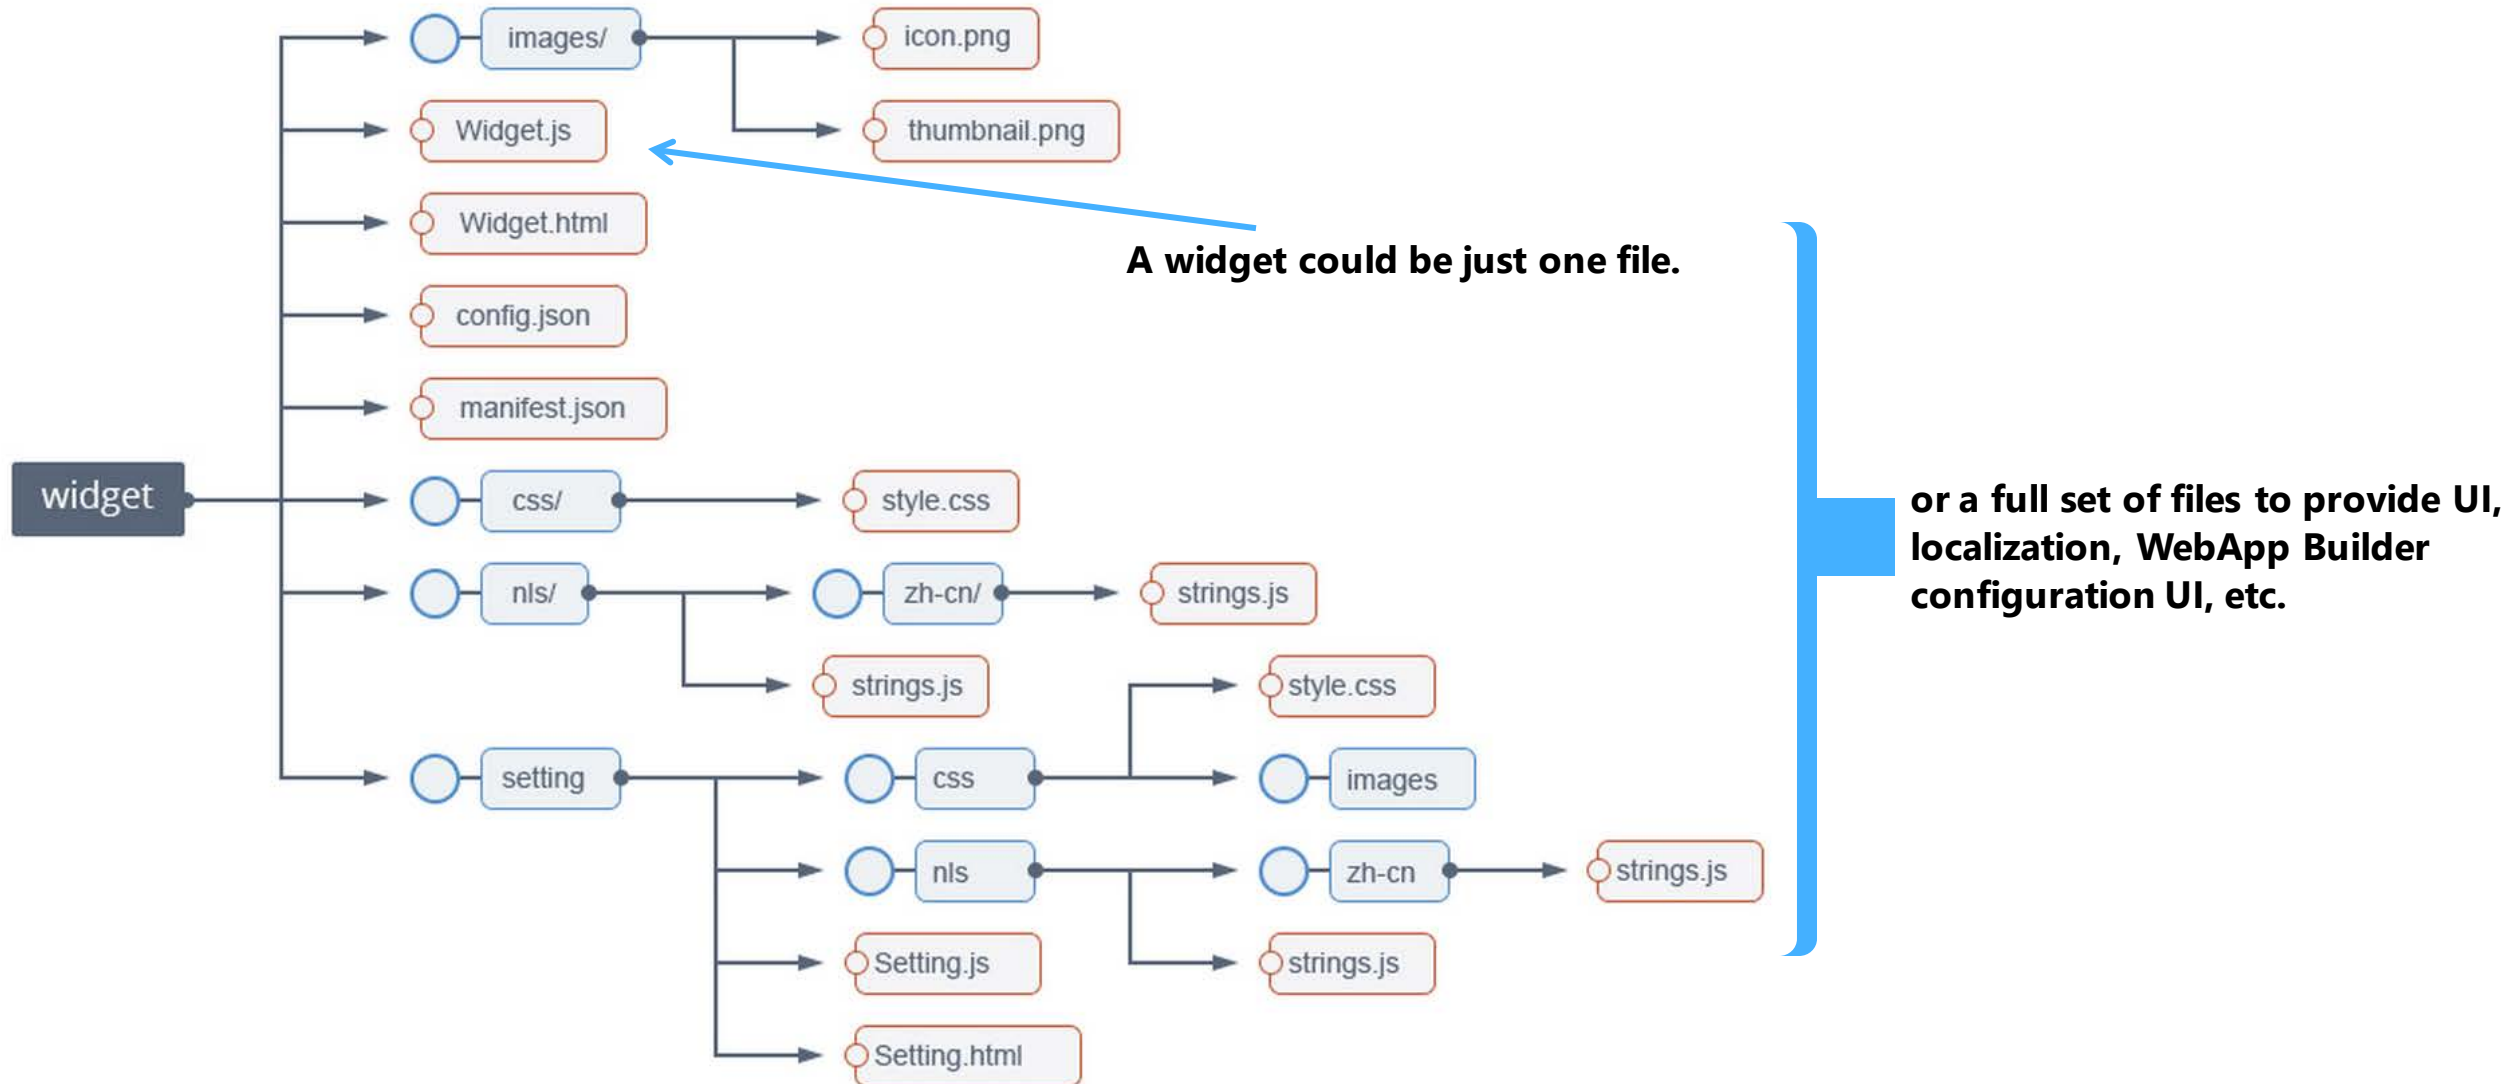 images/
icon.png
Widget.js
thumbnail.png
Widget.html
A widget could be just one file.
config.json
manifest.json
widget
css/
style.css
or a full set of files to provide UI,
localization, WebApp Builder
configuration UI, etc.
nls/
zh-cn/
strings.js
strings.js
style.css
setting
css
images
nls
zh-cn
strings.js
Setting.js
strings.js
Setting.html